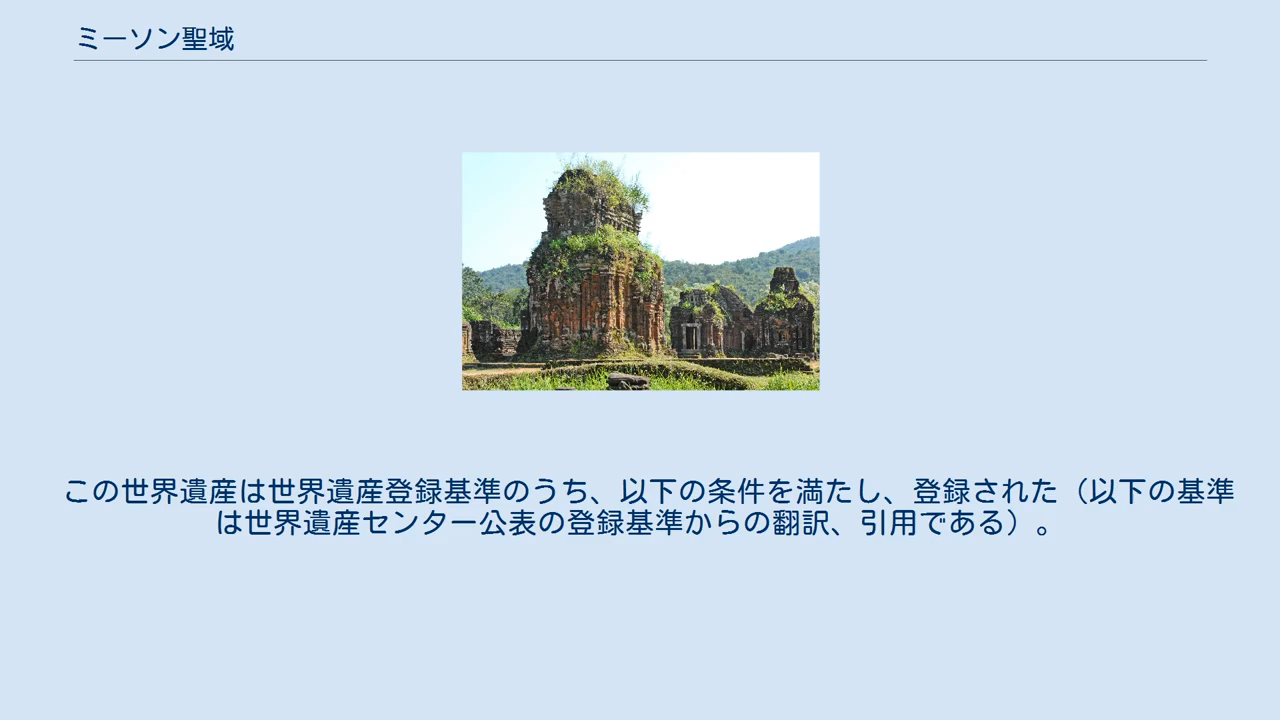 ミーソン聖域
この世界遺産は世界遺産登録基準のうち、以下の条件を満たし、登録された（以下の基準
は世界遺産センター公表の登録基準からの翻訳、引用である）。